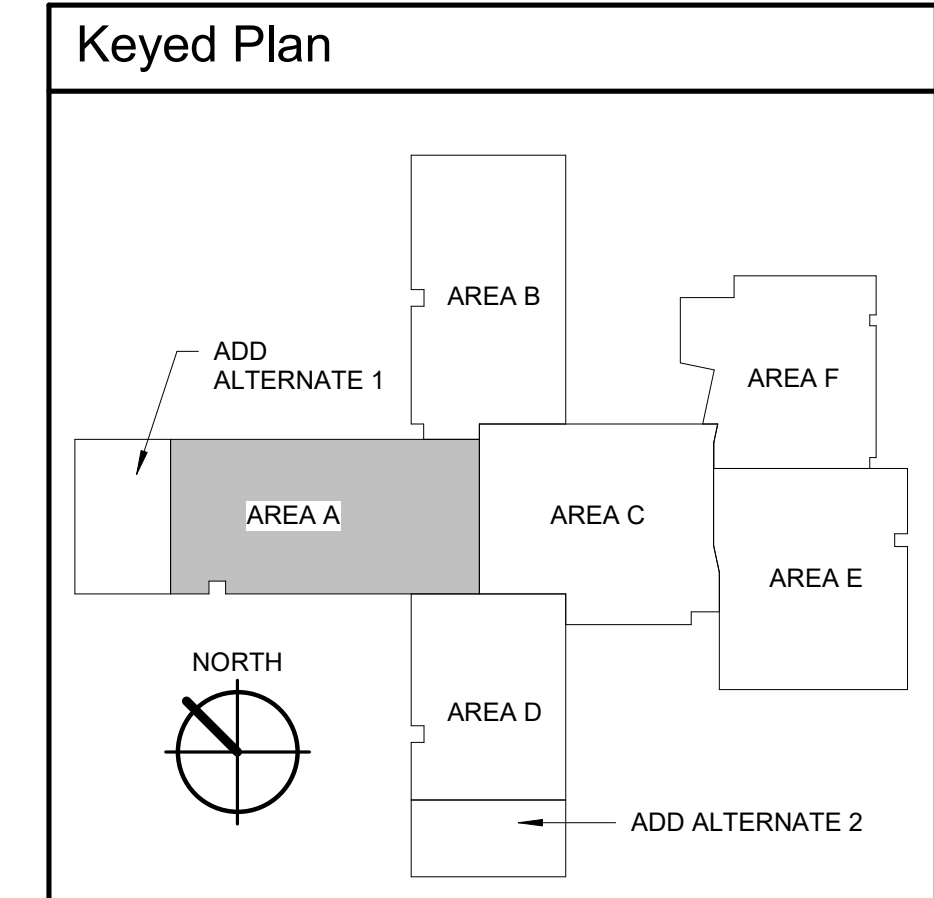 Keyed Plan
AREA B
ADD
ALTERNATE 1
AREA F
AREA A
AREA C
AREA E
NORTH
AREA D
ADD ALTERNATE 2